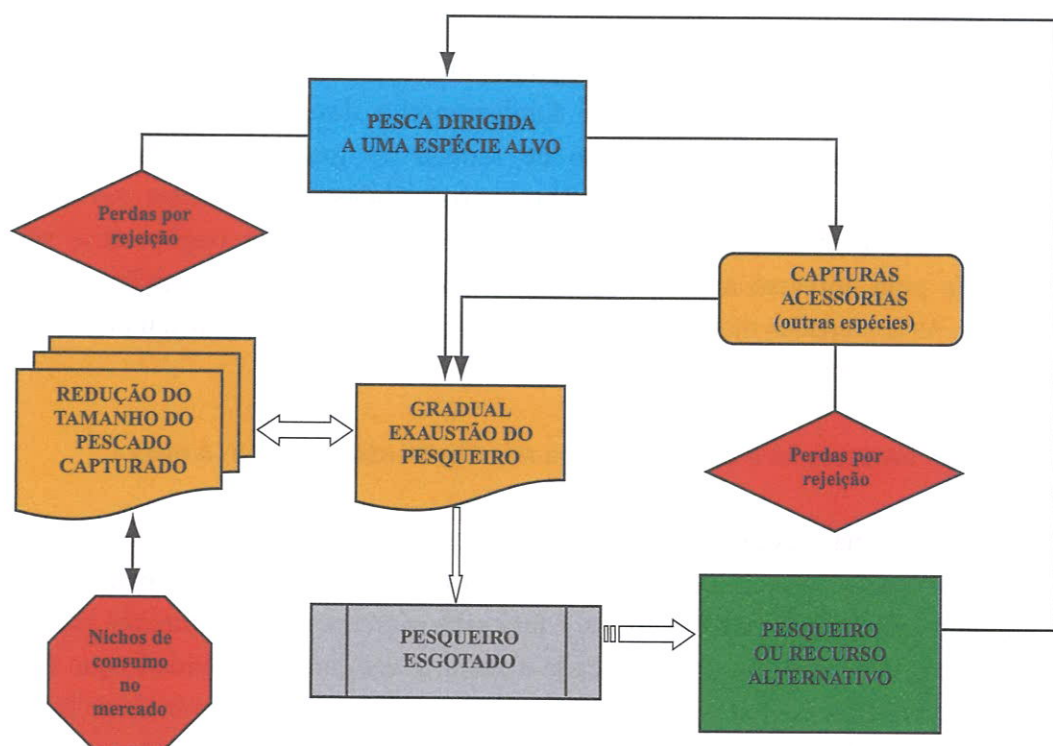 PESCA DIRIGIDA
A UMA ESPÉCIE ALVO
Perdas por
rejeição
CAPTURAS
ACESSÓRIAS
(outras espécies)
REDUÇÃO DO
TAMANHO DO
PESCADO
CAPTURADO
GRADUAL
EXAUSTÃO DO
PESQUEIRO
Perdas por
rejeição
Nichos de
consumo
no
mercado
PESQUEIRO
ESGOTADO
PESQUEIRO
OU RECURSO
ALTERNATIVO